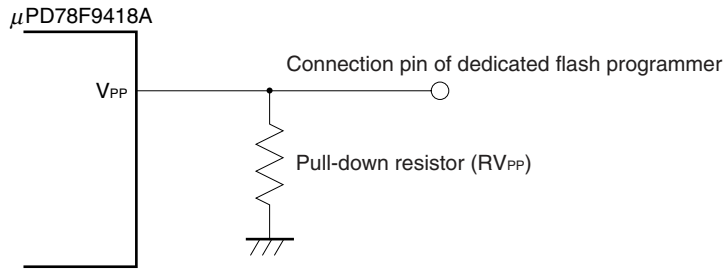 μPD78F9418A
Connection pin of dedicated flash programmer
VPP
Pull-down resistor (RVPP)